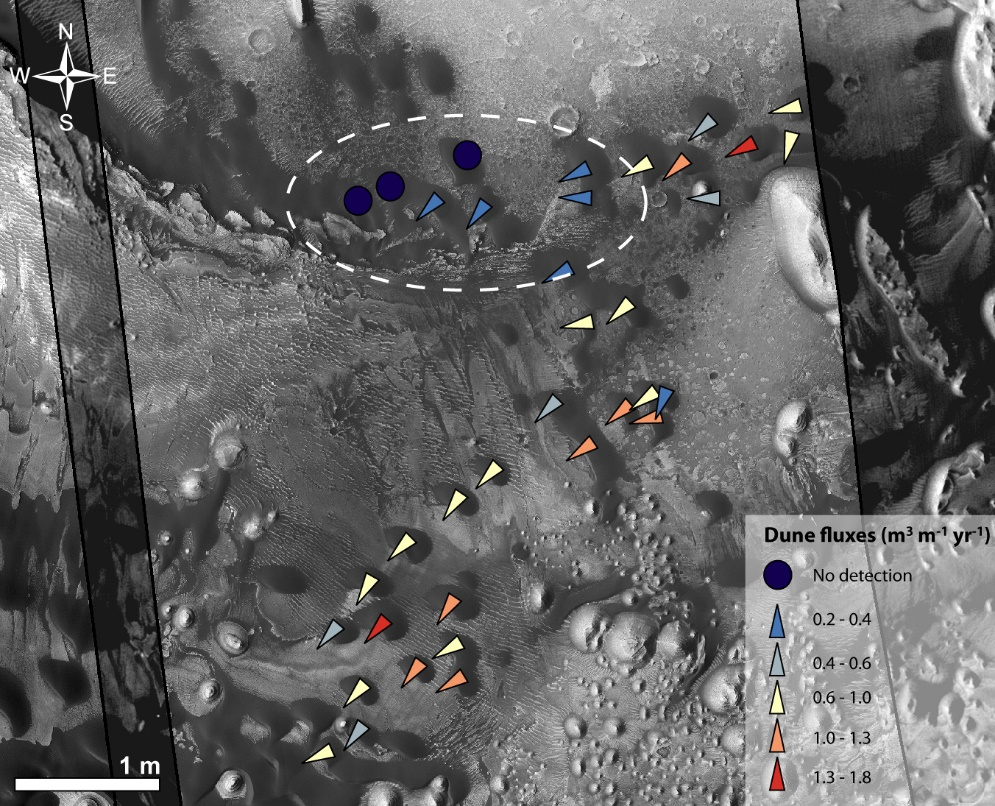 N
W E
S
Dune fluxes (m³ m⁻¹ yr⁻¹)
No detection
0.2 - 0.4
0.4 - 0.6
0.6 - 1.0
1.0 - 1.3
1.3 - 1.8
1 m